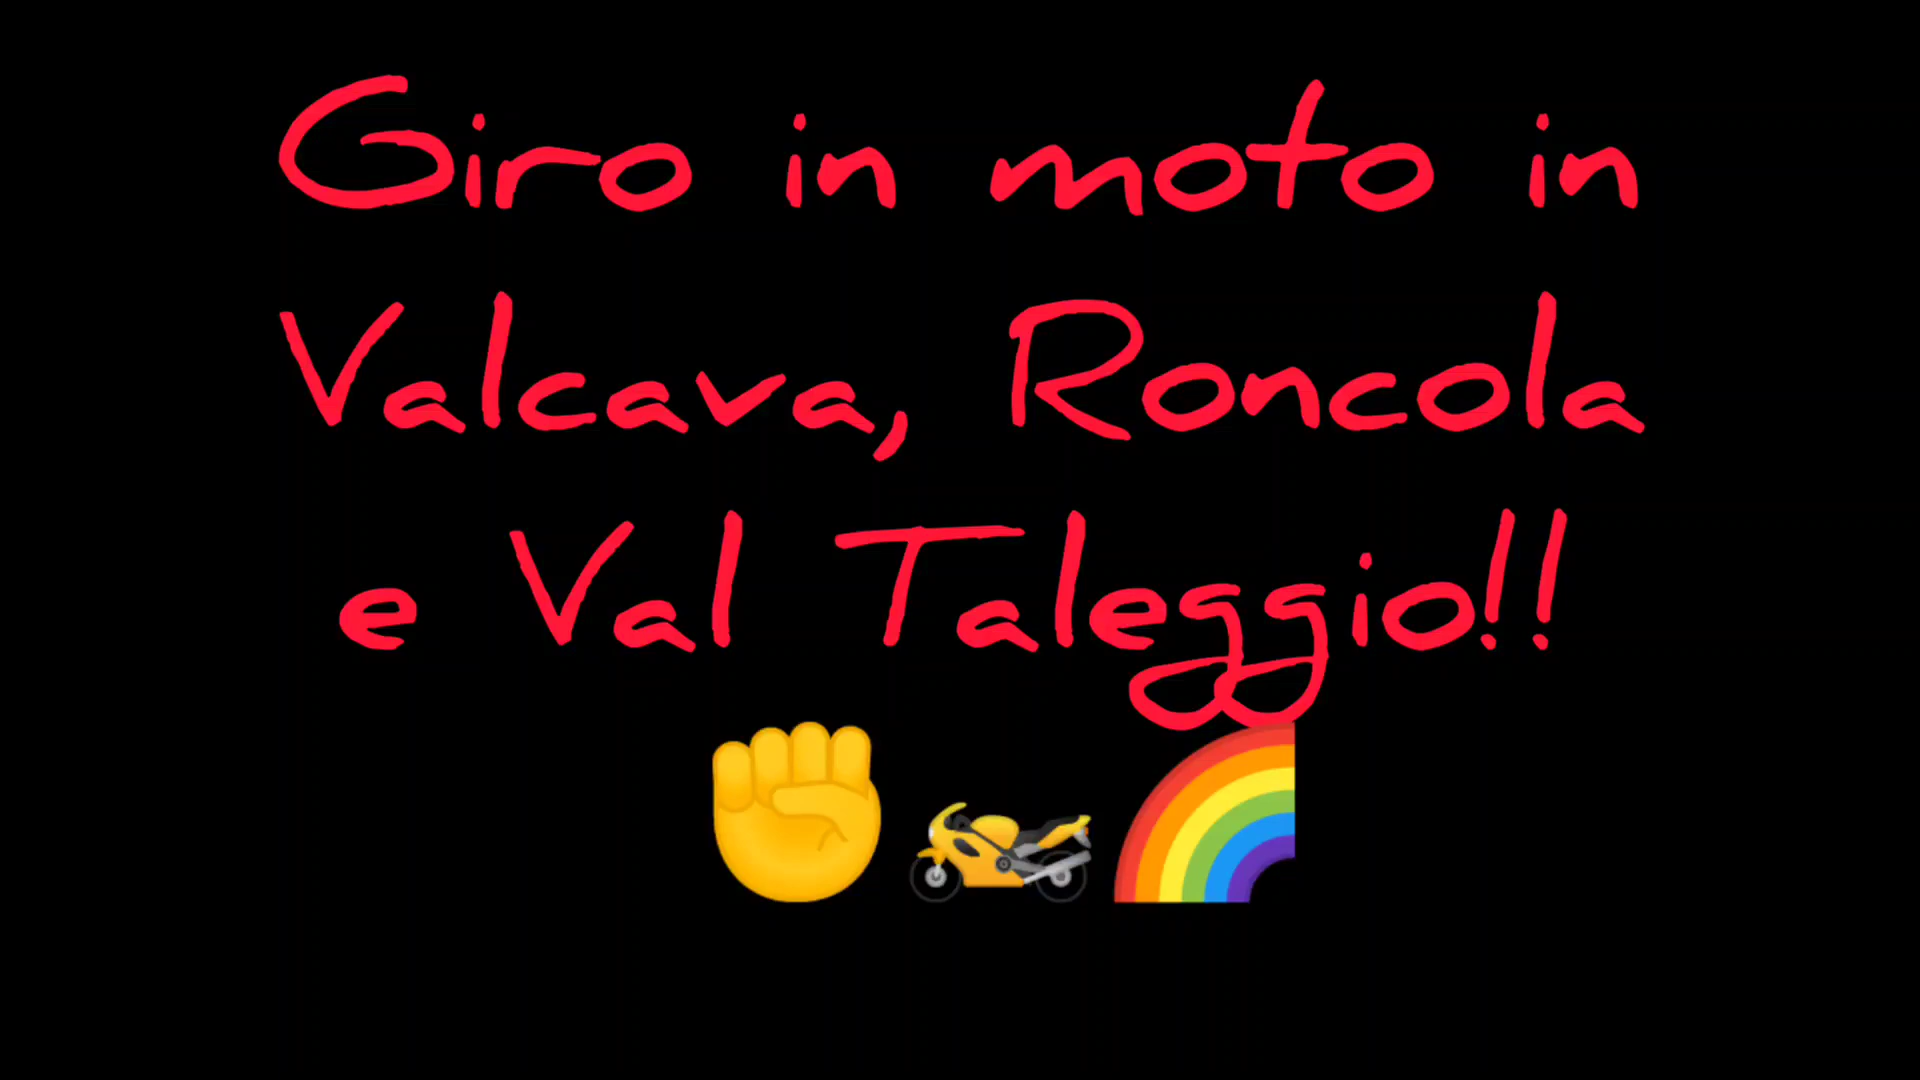 Giro in moto in
Valcava, Roncola
e Val Taleggio!!
✊🏍🌈